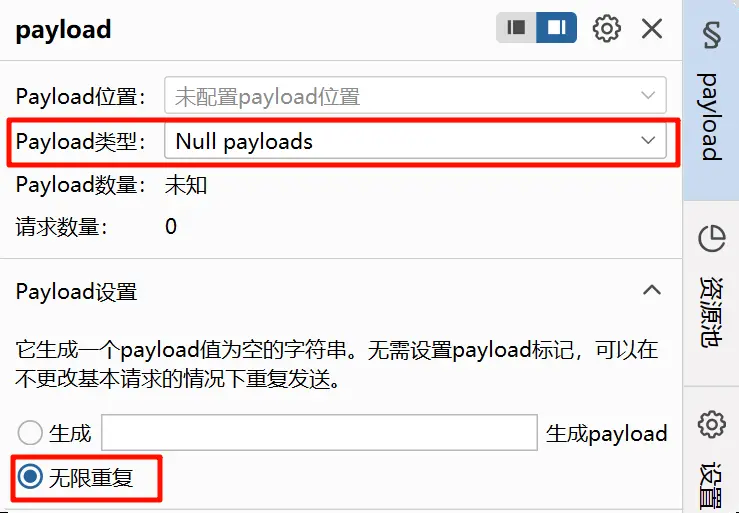 payload
Payload位置： 未配置payload位置
Payload类型： Null payloads
Payload数量： 未知
请求数量： 0
Payload设置
它生成一个payload值为空的字符串。无需设置payload标记，可以在
不更改基本请求的情况下重复发送。
生成 生成payload
无限重复
payload
资源池
设置